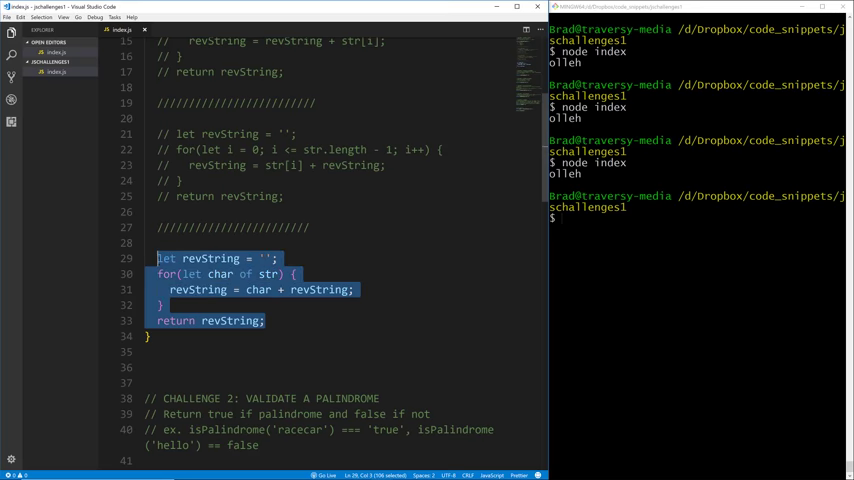 index.js - jschallenges1 - Visual Studio Code
File Edit Selection View Go Debug Tasks Help
EXPLORER
OPEN EDITORS
JS index.js
JSCHALLENGES1
JS index.js
JS index.js ×
15 // revString = revString + str[i];
16 // }
17 // return revString;
18
19 /////////////////////////
20
21 // let revString = '';
22 // for(let i = 0; i <= str.length - 1; i++) {
23 // revString = str[i] + revString;
24 // }
25 // return revString;
26
27 ////////////////////////
28
29 let revString = '';
30 for(let char of str) {
31 revString = char + revString;
32 }
33 return revString;
34 }
35
36
37
38 // CHALLENGE 2: VALIDATE A PALINDROME
39 // Return true if palindrome and false if not
40 // ex. isPalindrome('racecar') === 'true', isPalindrome
('hello') == false
41
0 0 Go Live Ln 29, Col 3 (106 selected) Spaces: 2 UTF-8 CRLF JavaScript Prettier
MINGW64:/d/Dropbox/code_snippets/jschallenges1
Brad@traversy-media /d/Dropbox/code_snippets/j
schallenges1
$ node index
olleh
Brad@traversy-media /d/Dropbox/code_snippets/j
schallenges1
$ node index
olleh
Brad@traversy-media /d/Dropbox/code_snippets/j
schallenges1
$ node index
olleh
Brad@traversy-media /d/Dropbox/code_snippets/j
schallenges1
$